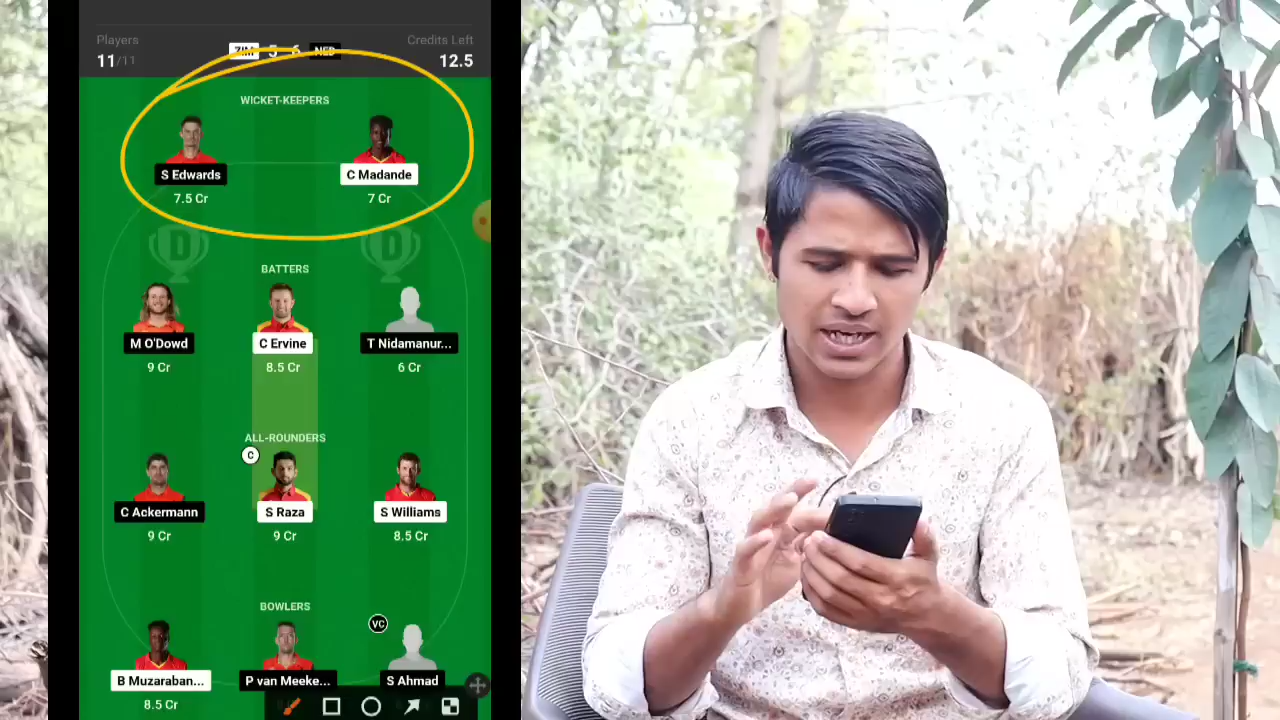 Players
Credits Left
11/11
ZIM 5 6 NED
12.5
WICKET-KEEPERS
S Edwards
C Madande
7.5 Cr
7 Cr
D
D
BATTERS
M O'Dowd
C Ervine
T Nidamanur...
9 Cr
8.5 Cr
6 Cr
ALL-ROUNDERS
C
C Ackermann
S Raza
S Williams
9 Cr
9 Cr
8.5 Cr
BOWLERS
VC
B Muzaraban...
P van Meeke...
S Ahmad
8.5 Cr